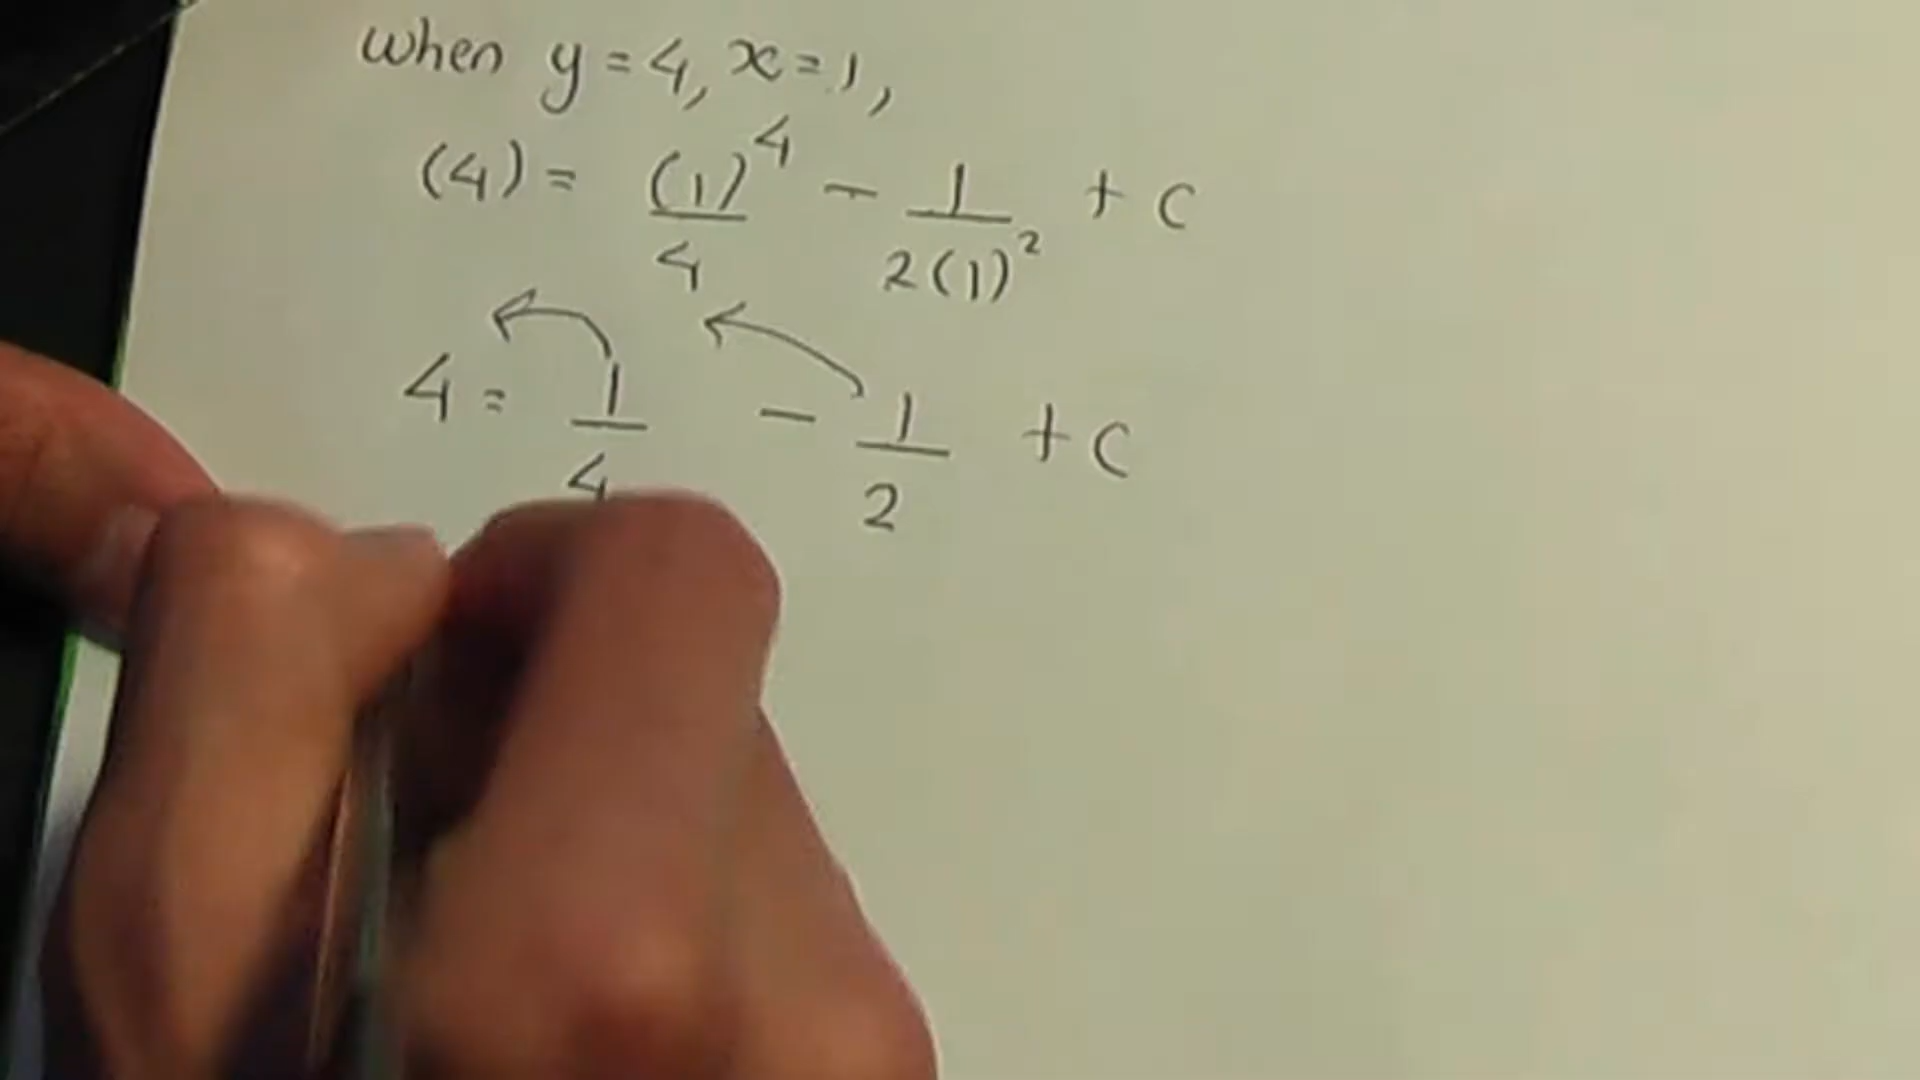 when y = 4, x = 1,
(4) = (1)^4/4 - 1/2(1)^2 + c
4 = 1/4 - 1/2 + c